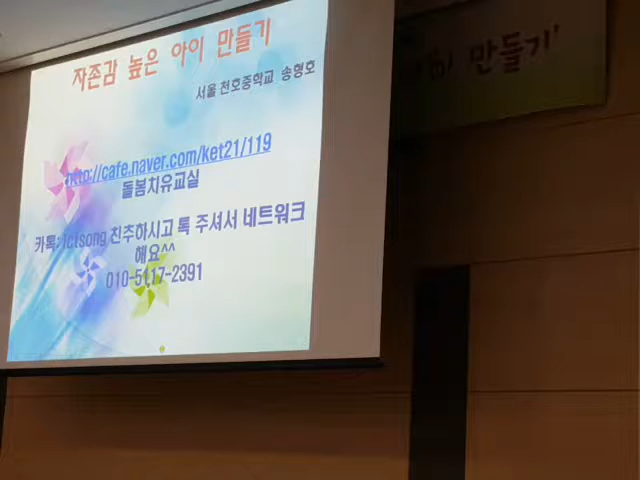 자존감 높은 아이 만들기
서울 천호중학교 송형호
http://cafe.naver.com/ket21/119
돌봄치유교실
카톡: ictsong 친추하시고 톡 주셔서 네트워크
해요^^
010-5117-2391
만들기'